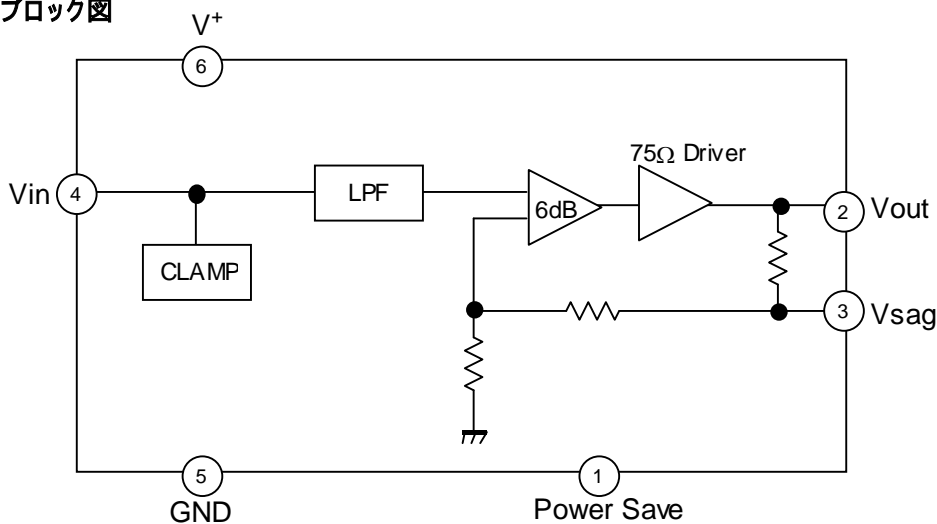 ブロック図
V+
6
75Ω Driver
Vin
4
LPF
6dB
2
Vout
CLAMP
3
Vsag
5
GND
1
Power Save